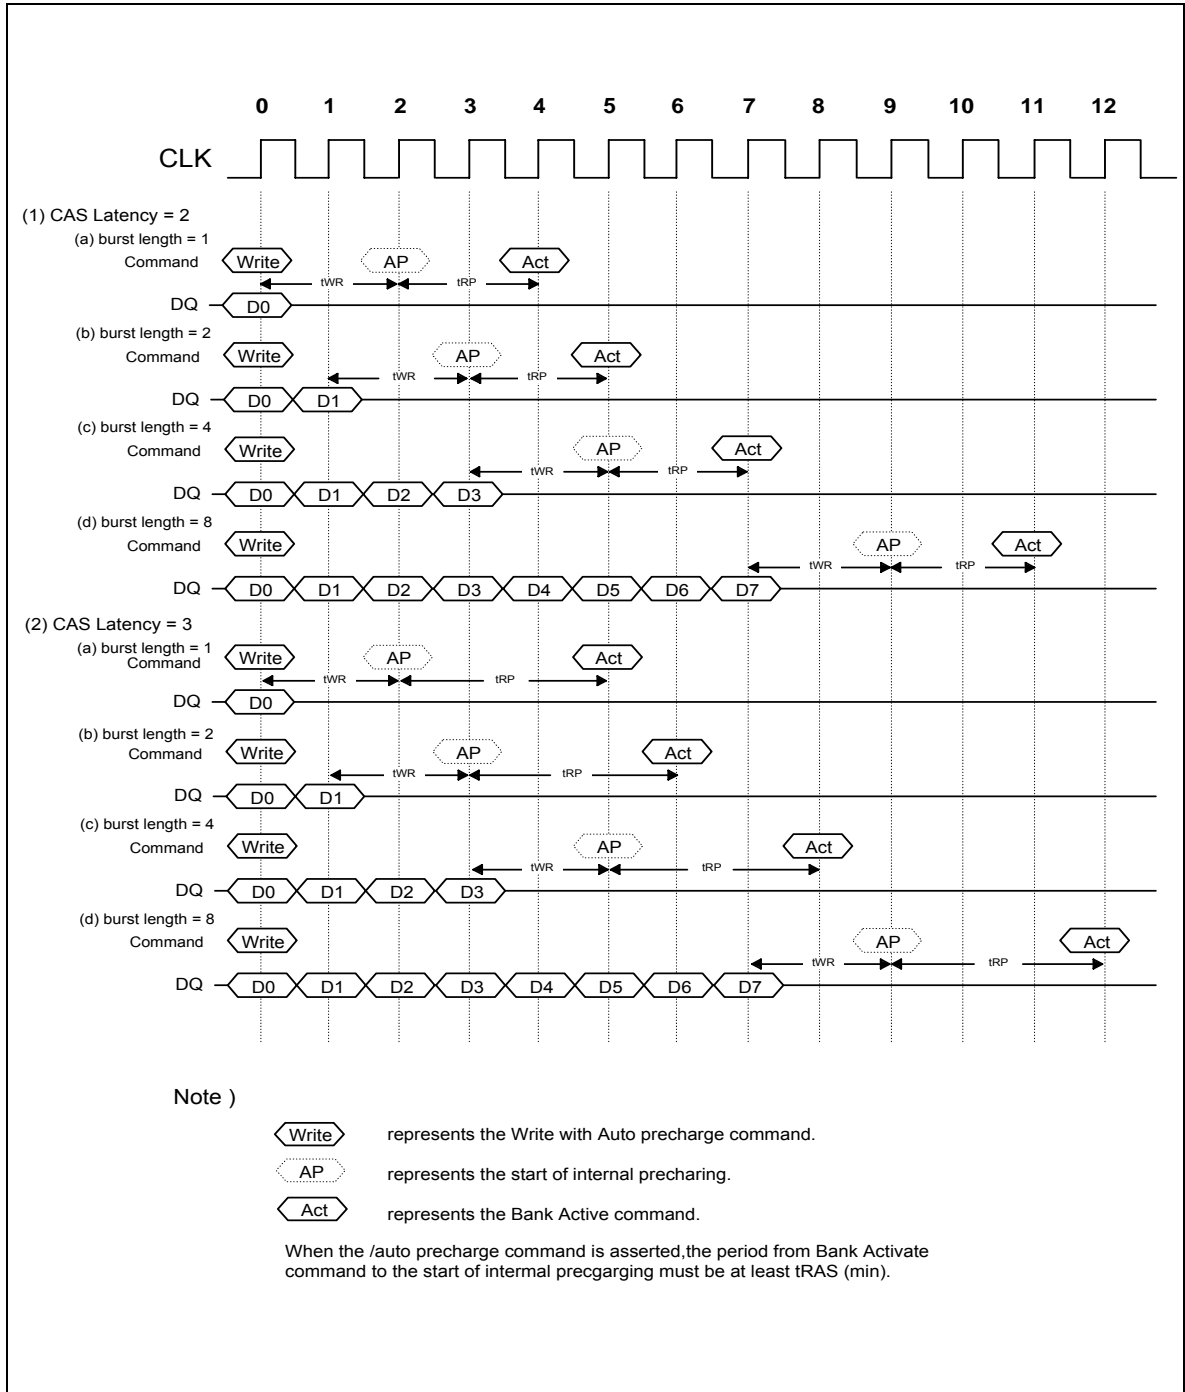 0 1 2 3 4 5 6 7 8 9 10 11 12
CLK
(1) CAS Latency = 2
(a) burst length = 1
Command Write AP Act
tWR tRP
DQ D0
(b) burst length = 2
Command Write AP Act
tWR tRP
DQ D0 D1
(c) burst length = 4
Command Write AP Act
tWR tRP
DQ D0 D1 D2 D3
(d) burst length = 8
Command Write AP Act
tWR tRP
DQ D0 D1 D2 D3 D4 D5 D6 D7
(2) CAS Latency = 3
(a) burst length = 1
Command Write AP Act
tWR tRP
DQ D0
(b) burst length = 2
Command Write AP Act
tWR tRP
DQ D0 D1
(c) burst length = 4
Command Write AP Act
tWR tRP
DQ D0 D1 D2 D3
(d) burst length = 8
Command Write AP Act
tWR tRP
DQ D0 D1 D2 D3 D4 D5 D6 D7
Note )
Write represents the Write with Auto precharge command.
AP represents the start of internal precharing.
Act represents the Bank Active command.
When the /auto precharge command is asserted,the period from Bank Activate
command to the start of intermal precgarging must be at least tRAS (min).